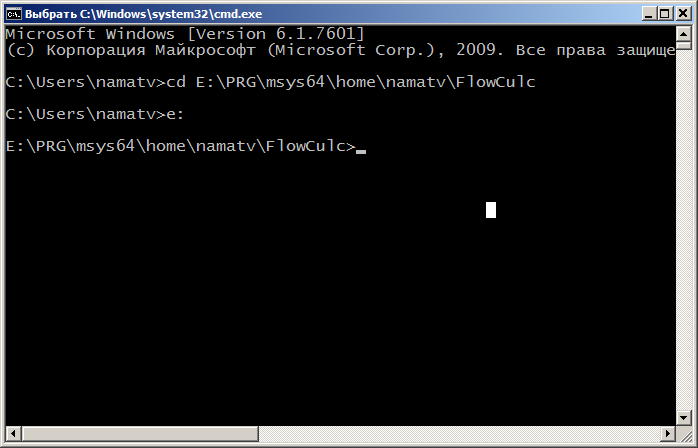 Выбрать C:\Windows\system32\cmd.exe
Microsoft Windows [Version 6.1.7601]
(c) Корпорация Майкрософт (Microsoft Corp.), 2009. Все права защище
C:\Users\namatv>cd E:\PRG\msys64\home\namatv\FlowCulc
C:\Users\namatv>e:
E:\PRG\msys64\home\namatv\FlowCulc>_